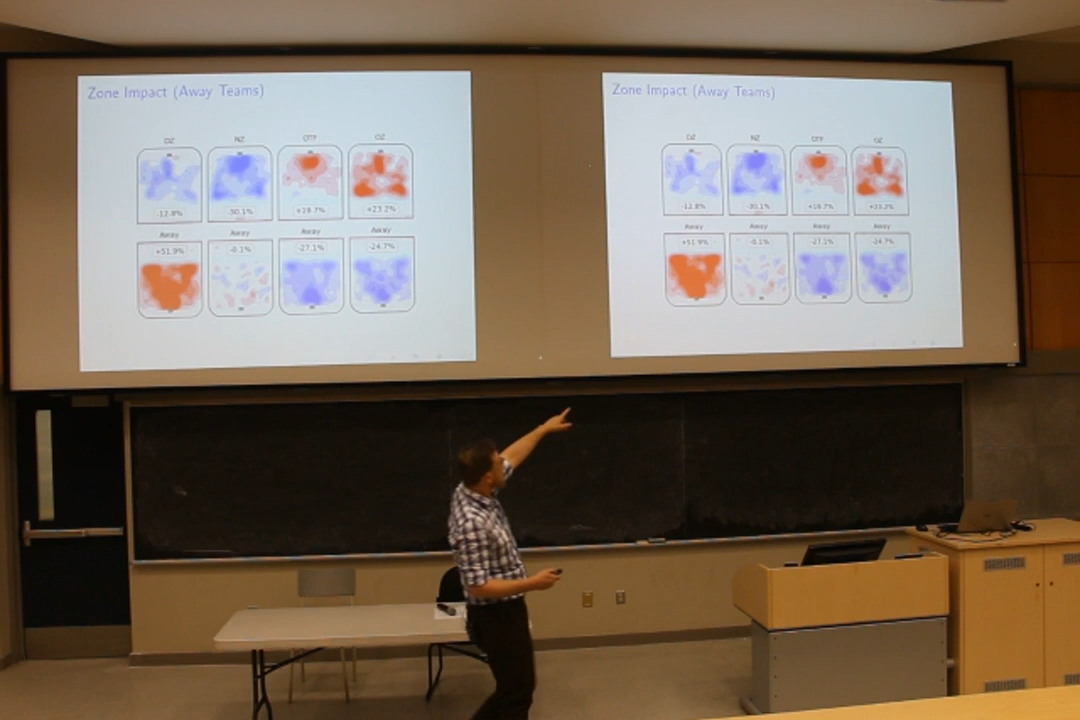 Zone Impact (Away Teams)
DZ NZ OTF OZ
-12.8% -30.1% +19.7% +23.2%
Away Away Away Away
+51.9% -0.1% -27.1% -24.7%
Zone Impact (Away Teams)
DZ NZ OTF OZ
-12.8% -30.1% +19.7% +23.2%
Away Away Away Away
+51.9% -0.1% -27.1% -24.7%